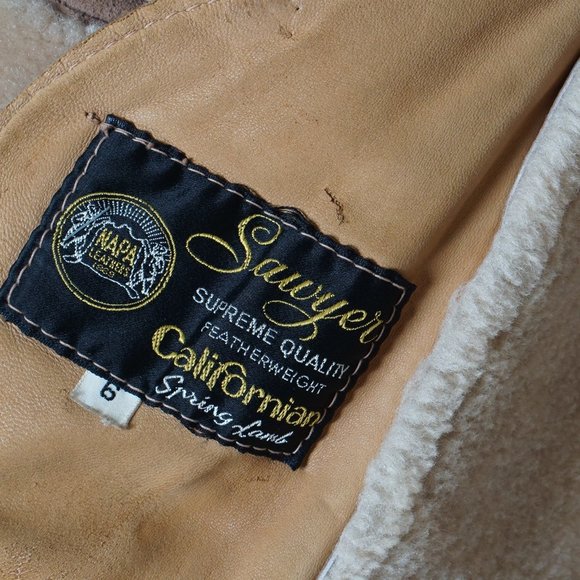 NAPA
LEATHERS
Sawyer
SUPREME QUALITY
FEATHERWEIGHT
Californian
Spring Lamb
6